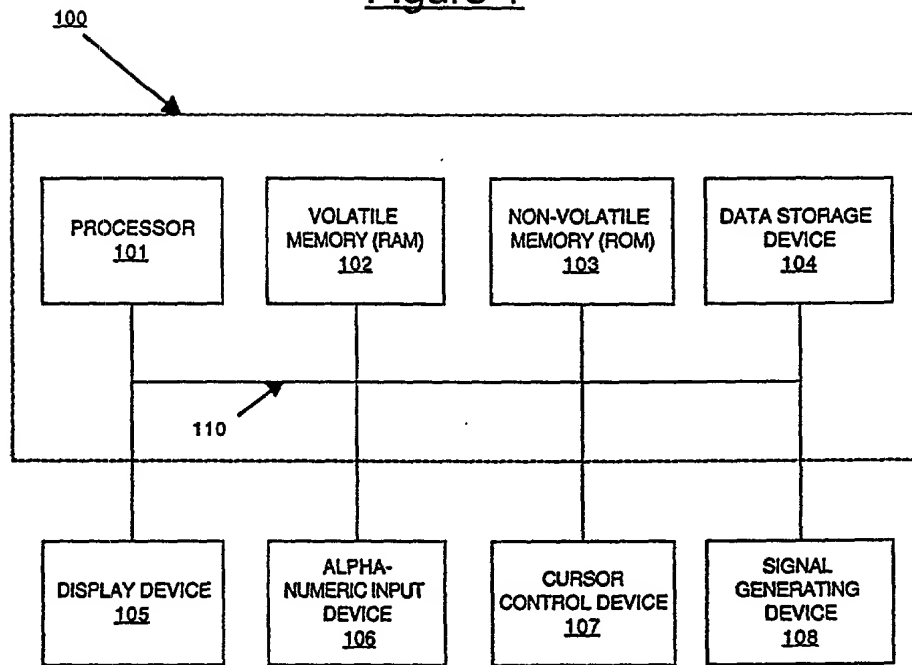 100
PROCESSOR
101
VOLATILE
MEMORY (RAM)
102
NON-VOLATILE
MEMORY (ROM)
103
DATA STORAGE
DEVICE
104
110
DISPLAY DEVICE
105
ALPHA-
NUMERIC INPUT
DEVICE
106
CURSOR
CONTROL DEVICE
107
SIGNAL
GENERATING
DEVICE
108